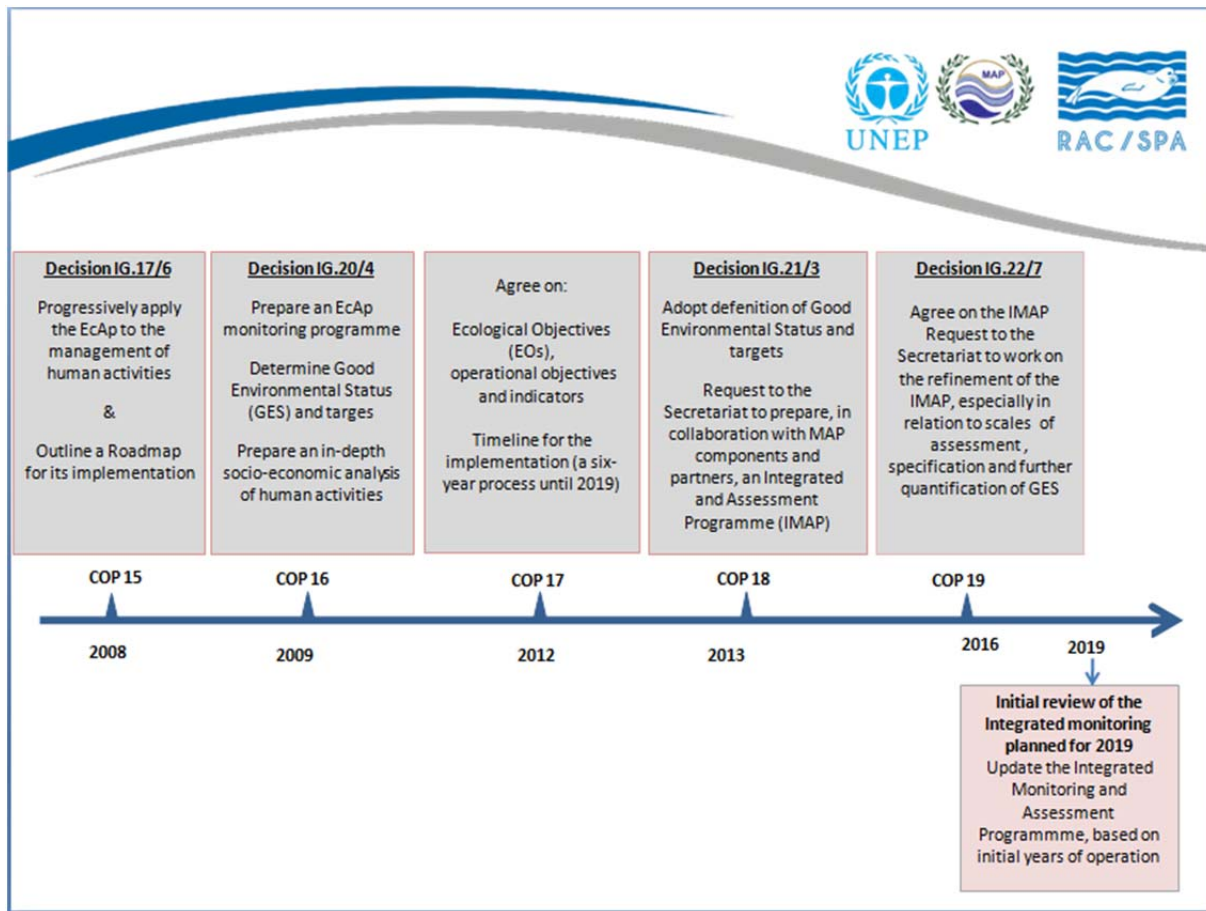 MAP
UNEP
RAC/SPA
Decision IG.17/6
Progressively apply
the EcAp to the
management of
human activities
&
Outline a Roadmap
for its implementation
Decision IG.20/4
Prepare an EcAp
monitoring programme
Determine Good
Environmental Status
(GES) and targes
Prepare an in-depth
socio-economic analysis
of human activities
Agree on:
Ecological Objectives
(EOs),
operational objectives
and indicators
Timeline for the
implementation (a six-
year process until 2019)
Decision IG.21/3
Adopt defenition of Good
Environmental Status and
targets
Request to the
Secretariat to prepare, in
collaboration with MAP
components and
partners, an Integrated
and Assessment
Programme (IMAP)
Decision IG.22/7
Agree on the IMAP
Request to the
Secretariat to work on
the refinement of the
IMAP, especially in
relation to scales of
assessment ,
specification and further
quantification of GES
COP 15
COP 16
COP 17
COP 18
COP 19
2008
2009
2012
2013
2016
2019
Initial review of the
Integrated monitoring
planned for 2019
Update the Integrated
Monitoring and
Assessment
Programmme, based on
initial years of operation